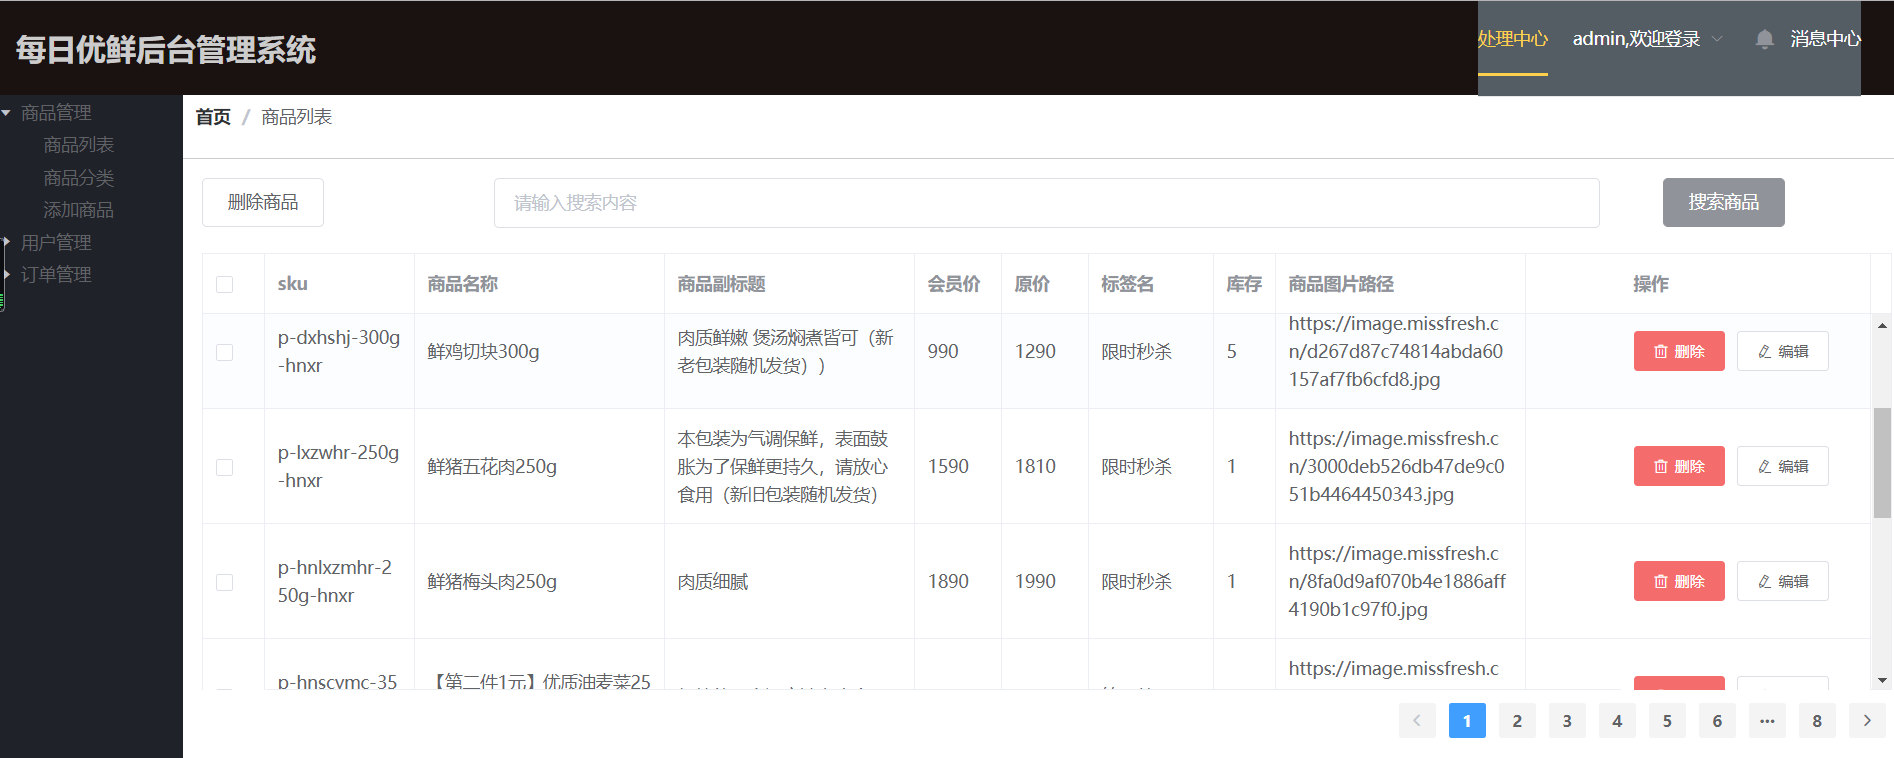 每日优鲜后台管理系统
处理中心 admin,欢迎登录 消息中心
商品管理
商品列表
商品分类
添加商品
用户管理
订单管理
首页 / 商品列表
删除商品 请输入搜索内容 搜索商品
sku 商品名称 商品副标题 会员价 原价 标签名 库存 商品图片路径 操作
p-dxhshj-300g
-hnxr
鲜鸡切块300g
肉质鲜嫩 煲汤焖煮皆可（新
老包装随机发货））
990 1290 限时秒杀 5
https://image.missfresh.c
n/d267d87c74814abda60
157af7fb6cfd8.jpg
删除 编辑
p-lxzwhr-250g
-hnxr
鲜猪五花肉250g
本包装为气调保鲜，表面鼓
胀为了保鲜更持久，请放心
食用（新旧包装随机发货）
1590 1810 限时秒杀 1
https://image.missfresh.c
n/3000deb526db47de9c0
51b4464450343.jpg
删除 编辑
p-hnlxzmhr-2
50g-hnxr
鲜猪梅头肉250g
肉质细腻
1890 1990 限时秒杀 1
https://image.missfresh.c
n/8fa0d9af070b4e1886aff
4190b1c97f0.jpg
删除 编辑
p-hnscymc-35
【第二件1元】优质油麦菜25
https://image.missfresh.c
1 2 3 4 5 6 ••• 8